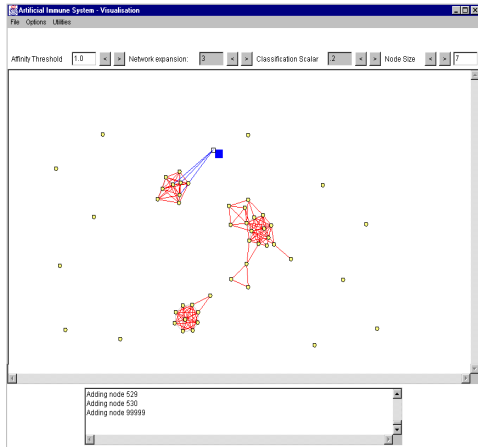 Artificial Immune System - Visualisation
File Options Utilities
Affinity Threshold 1.0 < > Network expansion: 3 < > Classification Scalar .2 < > Node Size < > 7
Adding node 529
Adding node 530
Adding node 99999